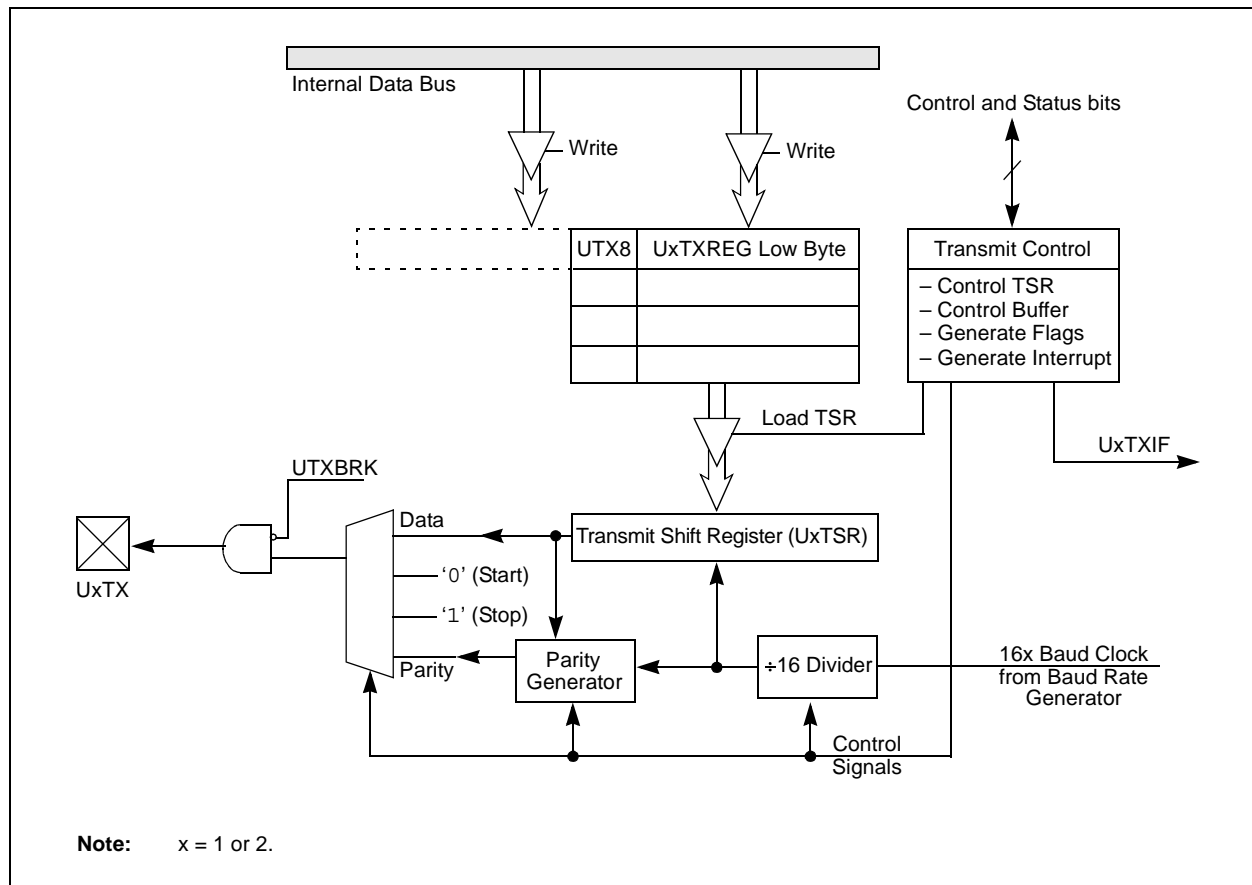 Internal Data Bus
Control and Status bits
Write
Write
UTX8
UxTXREG Low Byte
Transmit Control
– Control TSR
– Control Buffer
– Generate Flags
– Generate Interrupt
Load TSR
UxTXIF
UTXBRK
Data
Transmit Shift Register (UxTSR)
UxTX
‘0’ (Start)
‘1’ (Stop)
Parity
Parity
Generator
÷16 Divider
16x Baud Clock
from Baud Rate
Generator
Control
Signals
Note: x = 1 or 2.